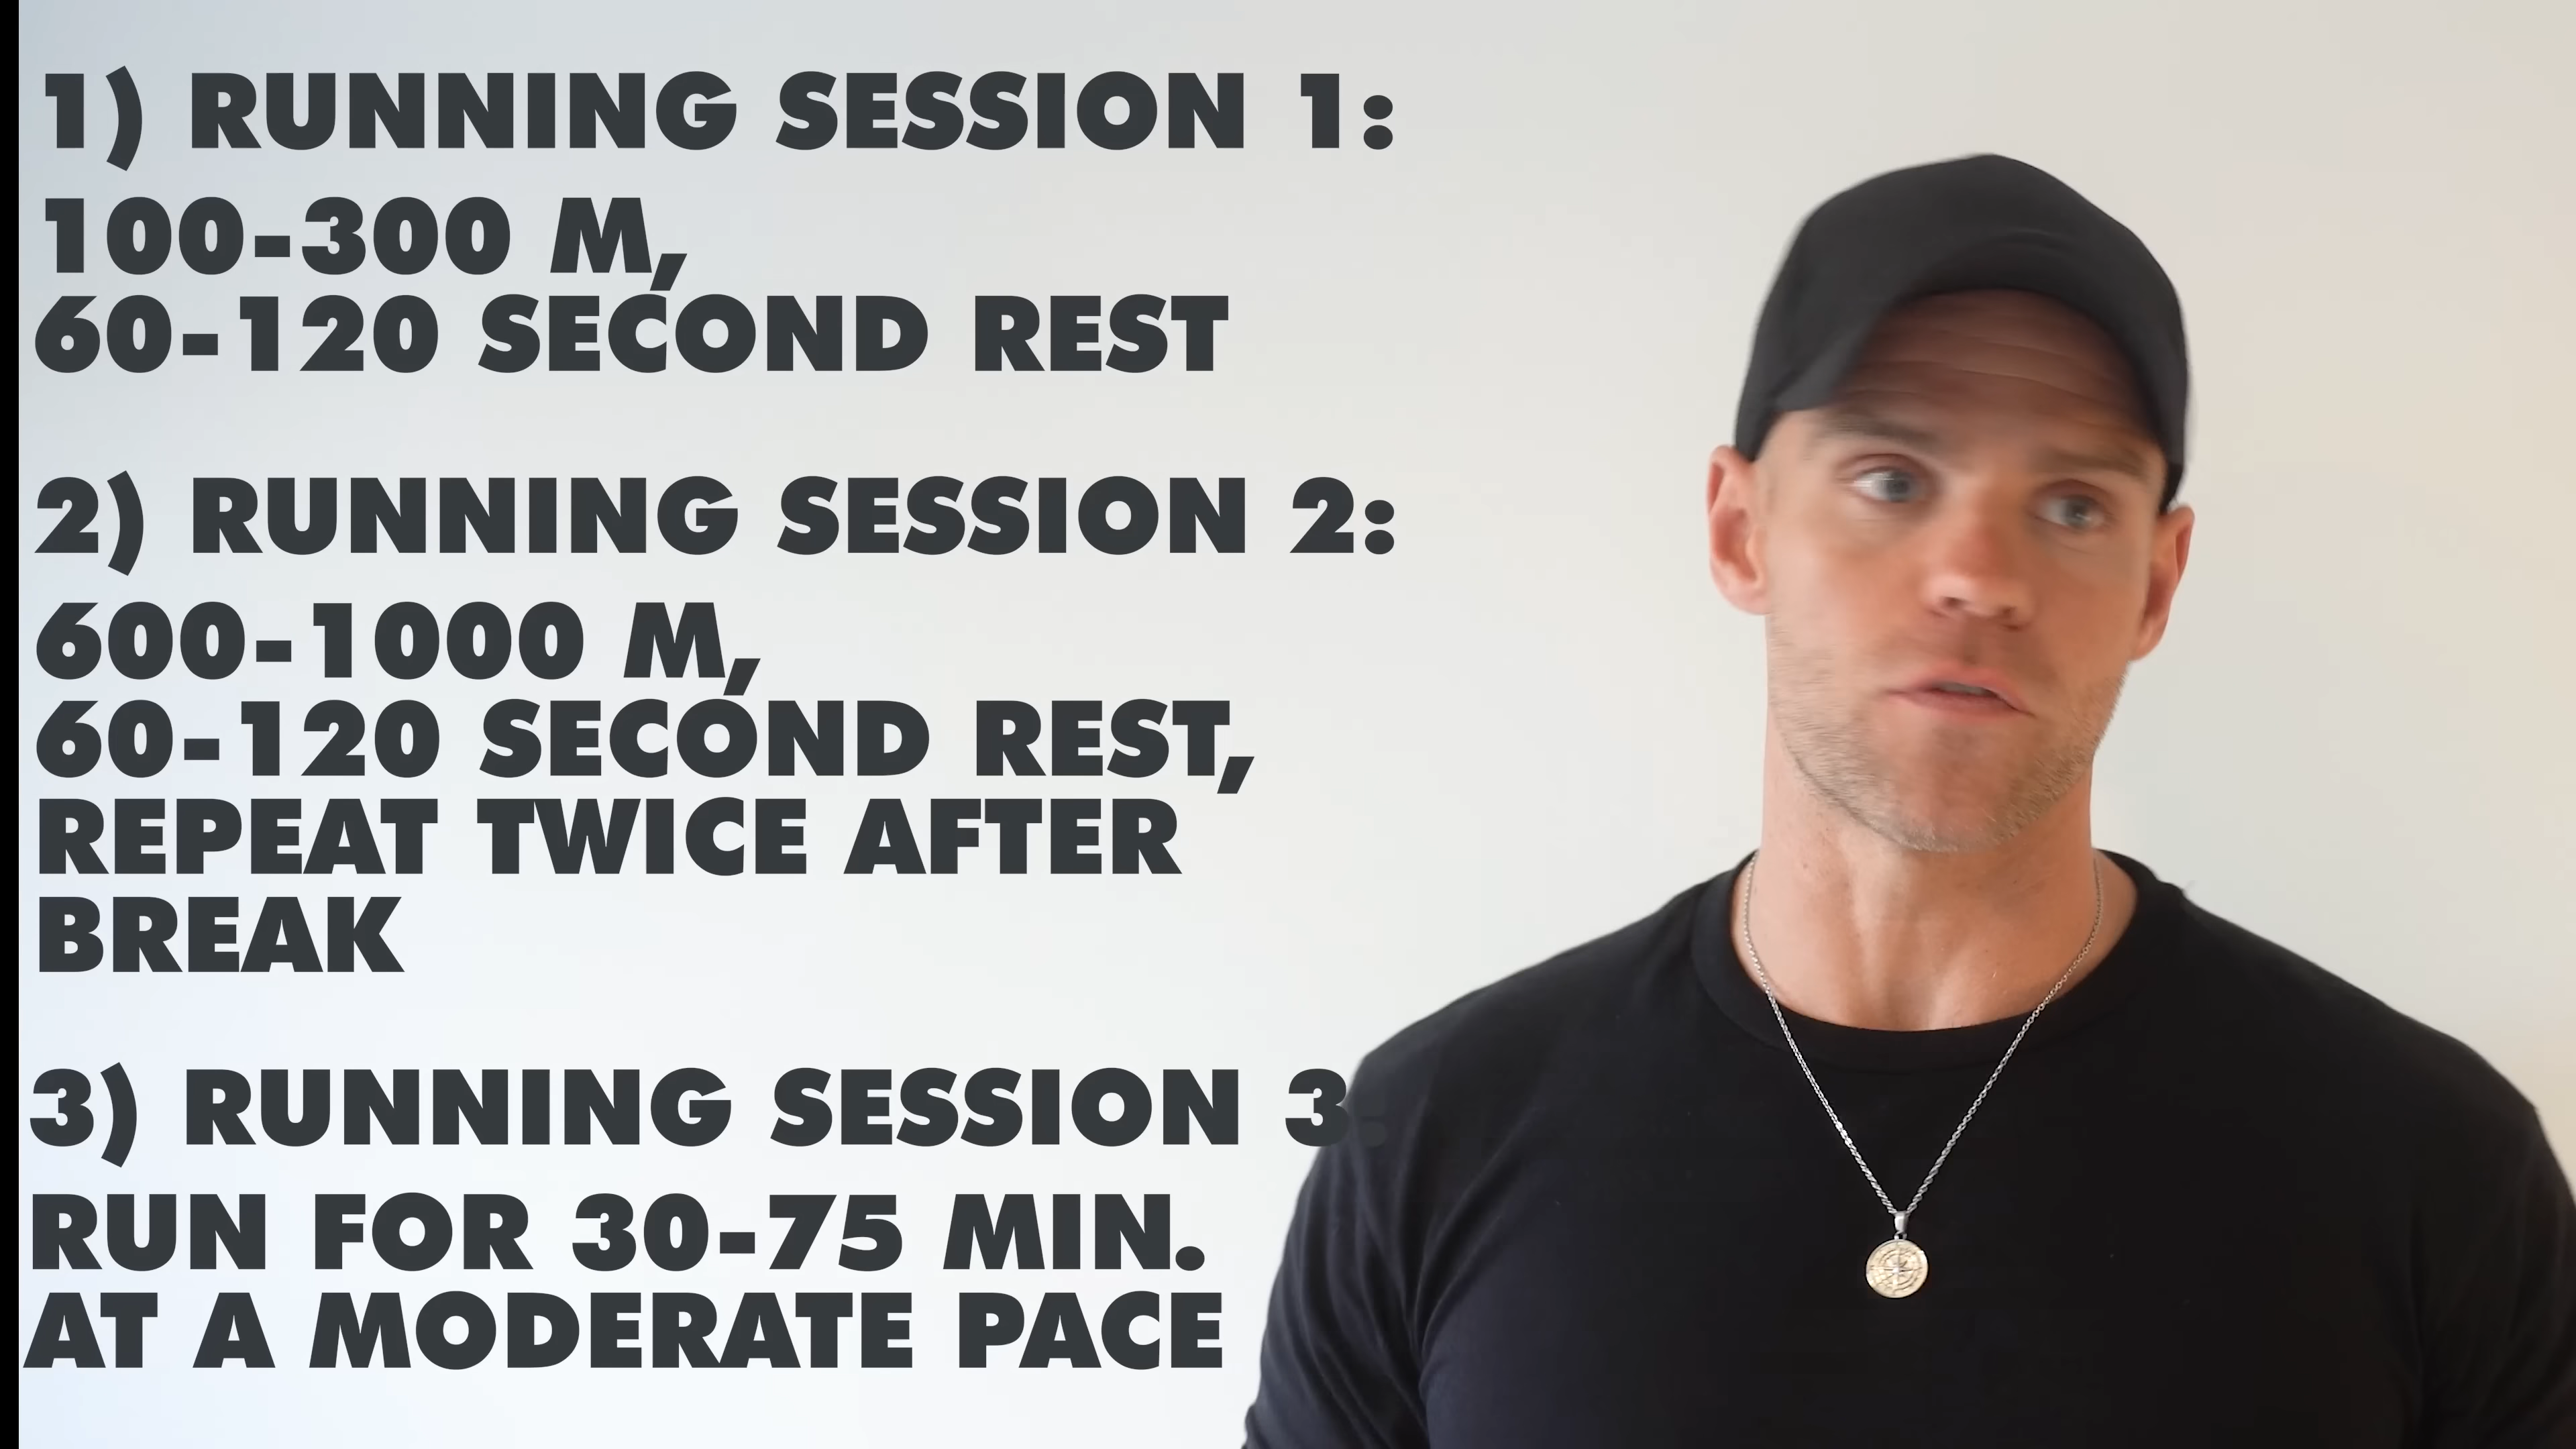 1) RUNNING SESSION 1:
100-300 M,
60-120 SECOND REST
2) RUNNING SESSION 2:
600-1000 M,
60-120 SECOND REST,
REPEAT TWICE AFTER
BREAK
3) RUNNING SESSION 3:
RUN FOR 30-75 MIN.
AT A MODERATE PACE